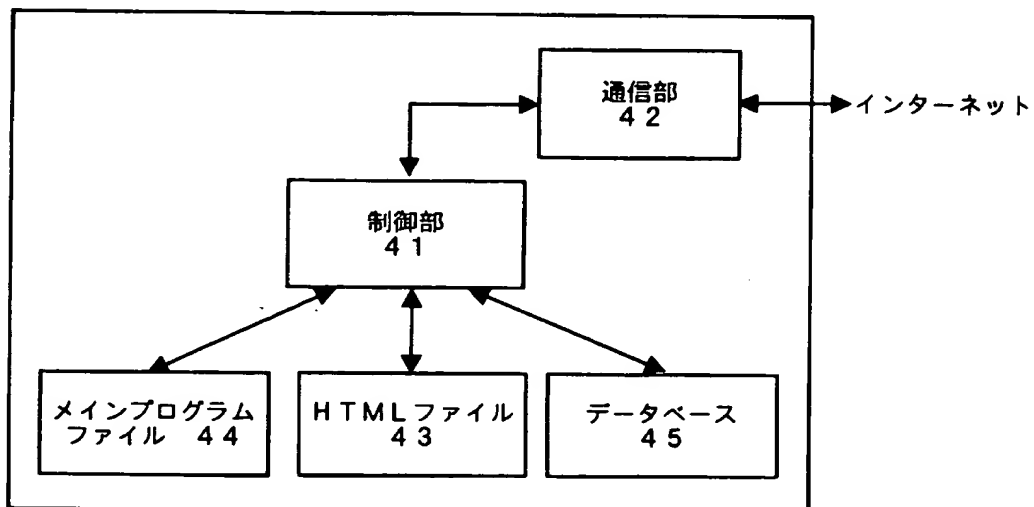 通信部
４２
インターネット
制御部
４１
メインプログラム
ファイル　４４
ＨＴＭＬファイル
４３
データベース
４５